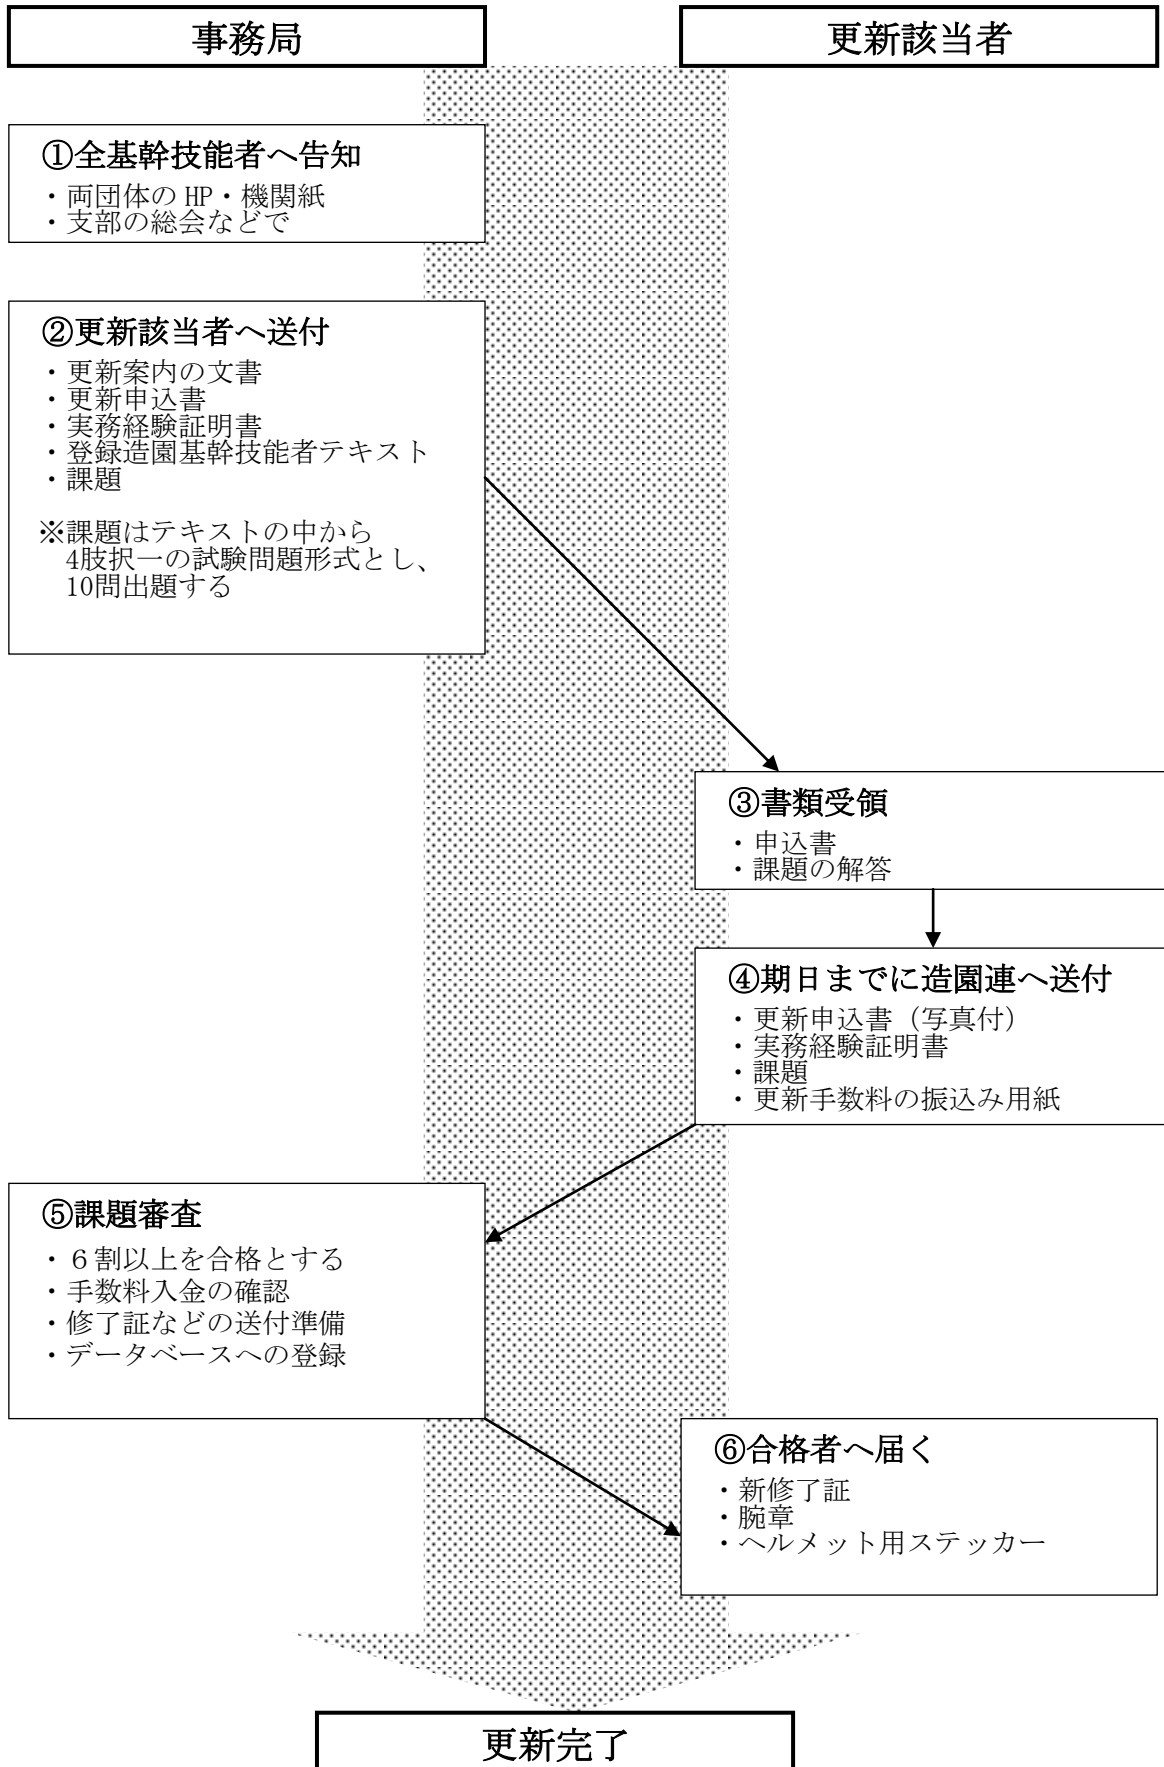 事務局
更新該当者
①全基幹技能者へ告知
・両団体の HP・機関紙
・支部の総会などで
②更新該当者へ送付
・更新案内の文書
・更新申込書
・実務経験証明書
・登録造園基幹技能者テキスト
・課題
※課題はテキストの中から
4肢択一の試験問題形式とし、
10問出題する
③書類受領
・申込書
・課題の解答
④期日までに造園連へ送付
・更新申込書（写真付）
・実務経験証明書
・課題
・更新手数料の振込み用紙
⑤課題審査
・６割以上を合格とする
・手数料入金の確認
・修了証などの送付準備
・データベースへの登録
⑥合格者へ届く
・新修了証
・腕章
・ヘルメット用ステッカー
更新完了